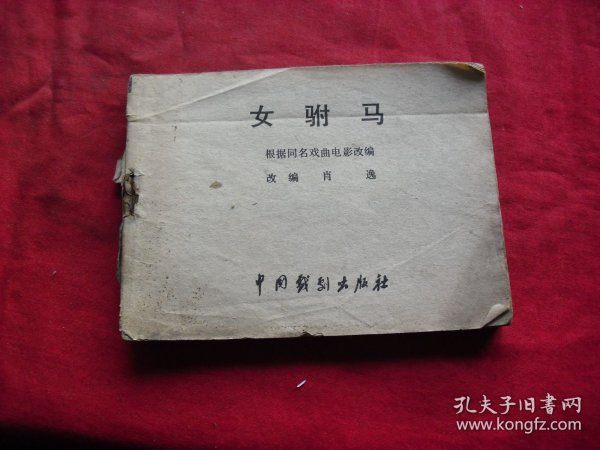 女驸马
根据同名戏曲电影改编
改编 肖逸
中国戏剧出版社
孔夫子旧书网
www.kongfz.com